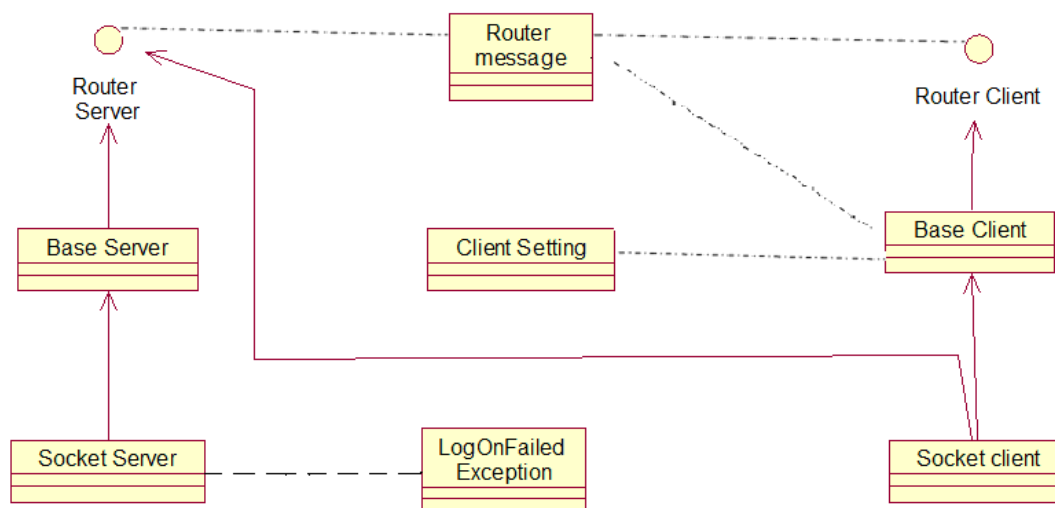 Router
message
Router
Server
Router Client
Base Server
Client Setting
Base Client
Socket Server
LogOnFailed
Exception
Socket client